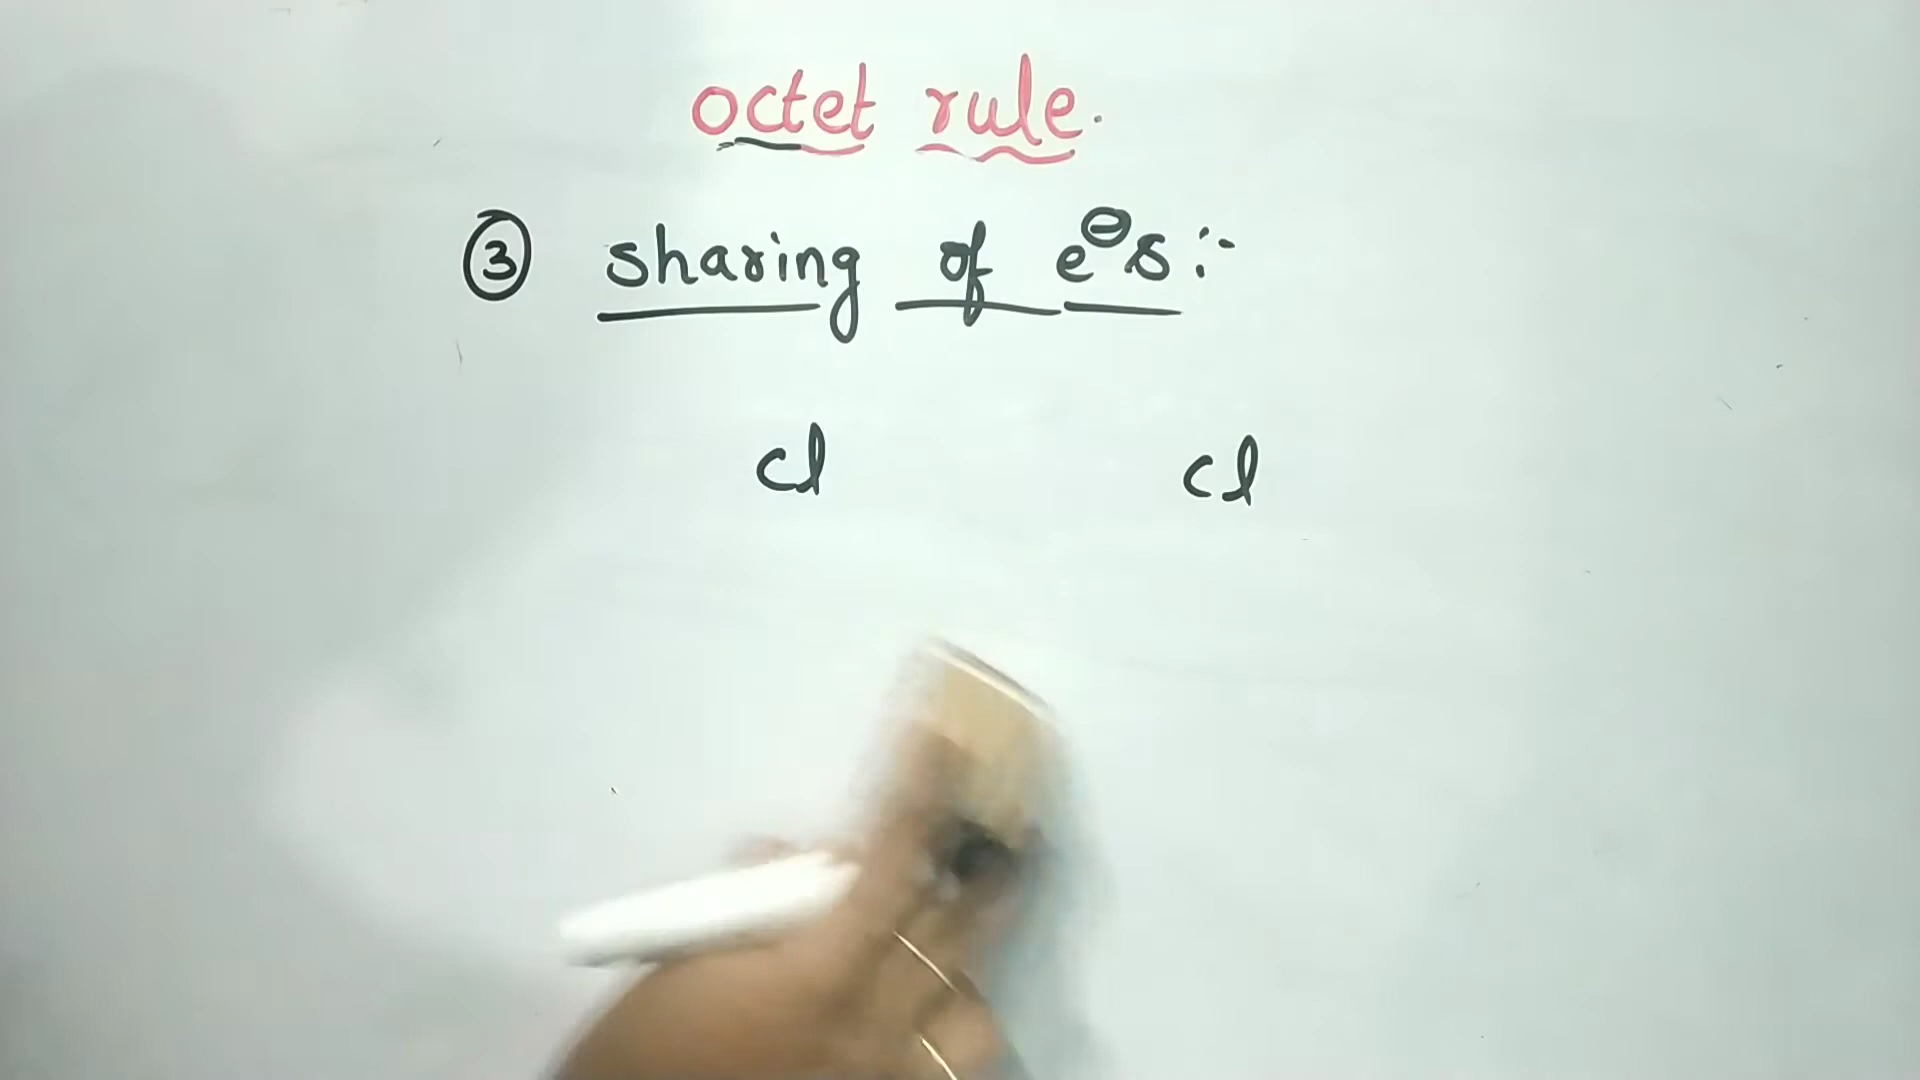 octet rule.
③ sharing of e⊖s :-
Cl Cl